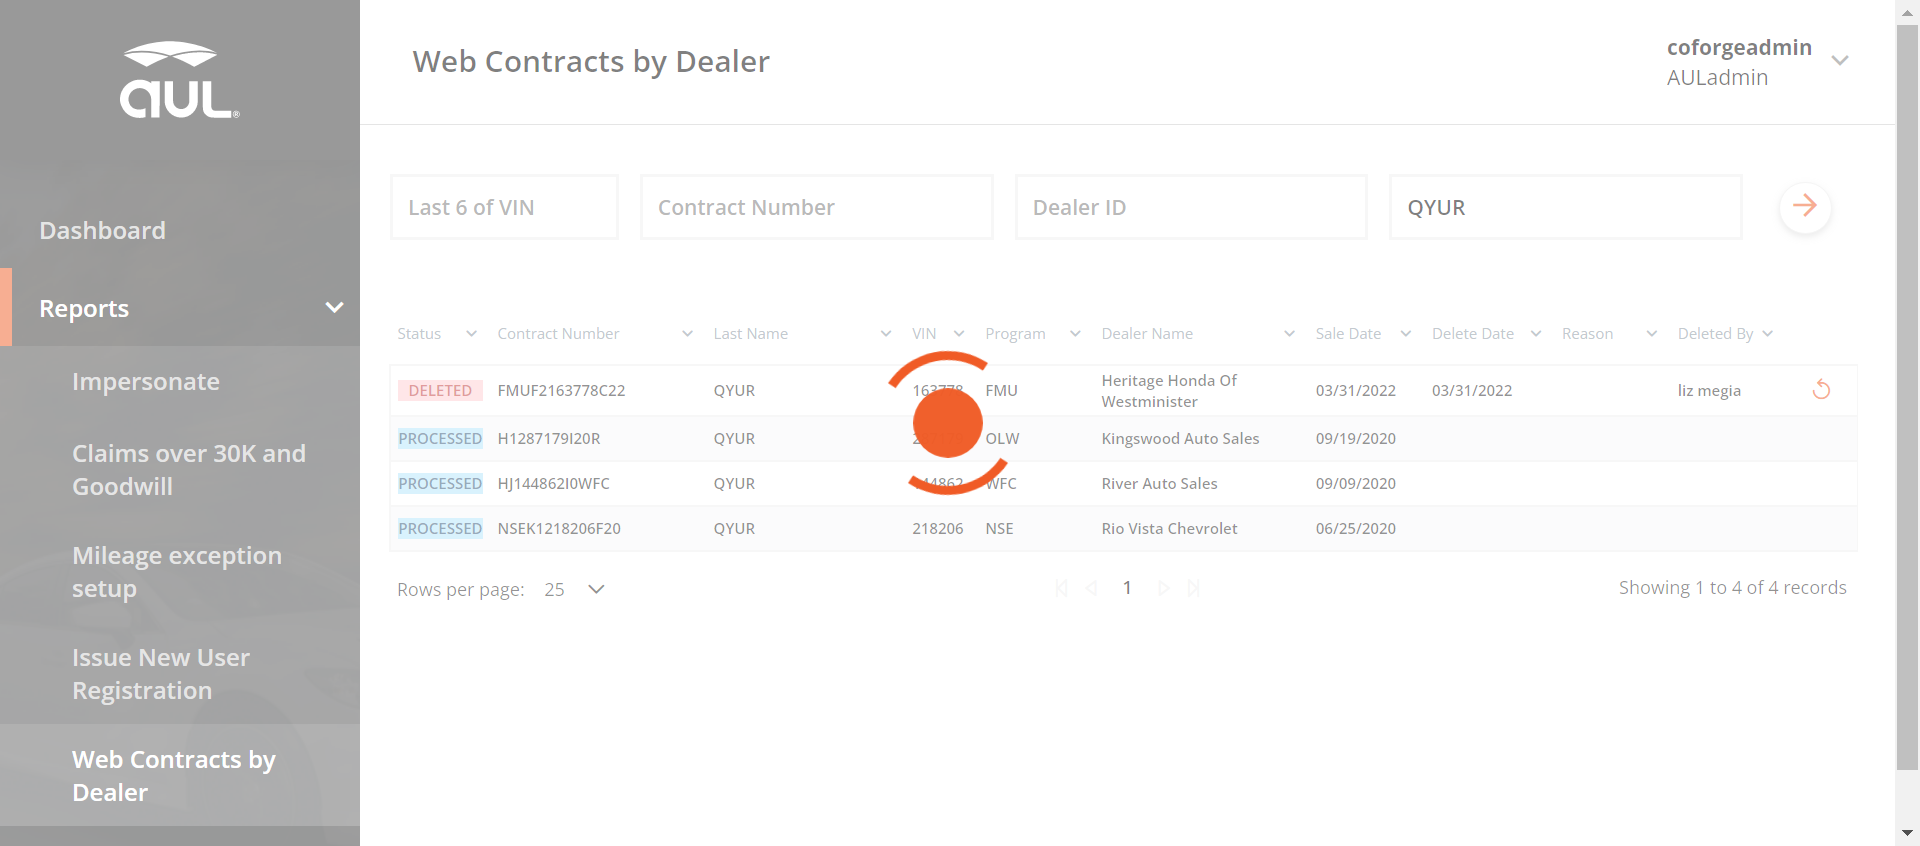 aul®
Web Contracts by Dealer
coforgeadmin
AULadmin
Dashboard
Reports
Impersonate
Claims over 30K and
Goodwill
Mileage exception
setup
Issue New User
Registration
Web Contracts by
Dealer
Last 6 of VIN
Contract Number
Dealer ID
QYUR
Status Contract Number Last Name VIN Program Dealer Name Sale Date Delete Date Reason Deleted By
DELETED FMUF2163778C22 QYUR 163778 FMU Heritage Honda Of
Westminister 03/31/2022 03/31/2022 liz megia
PROCESSED H1287179I20R QYUR OLW Kingswood Auto Sales 09/19/2020
PROCESSED HJ144862I0WFC QYUR 144862 WFC River Auto Sales 09/09/2020
PROCESSED NSEK1218206F20 QYUR 218206 NSE Rio Vista Chevrolet 06/25/2020
Rows per page: 25
1
Showing 1 to 4 of 4 records